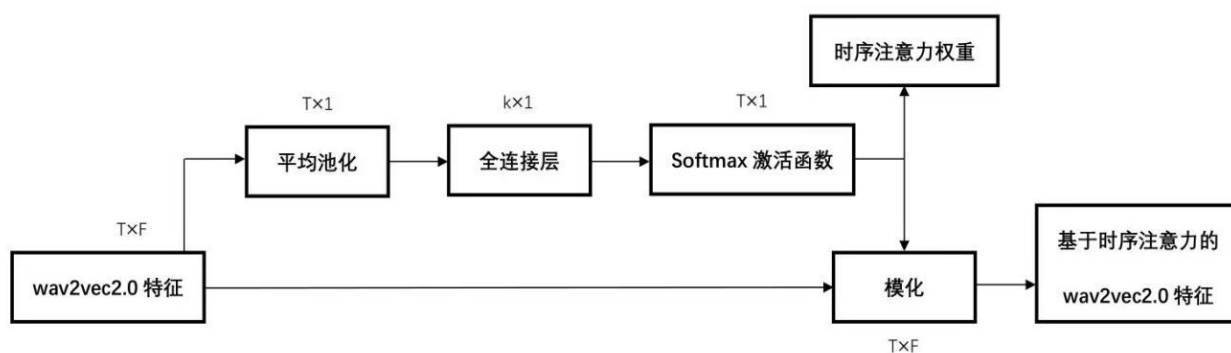 时序注意力权重
T×1
k×1
T×1
平均池化
全连接层
Softmax 激活函数
T×F
wav2vec2.0 特征
模化
基于时序注意力的
wav2vec2.0 特征
T×F